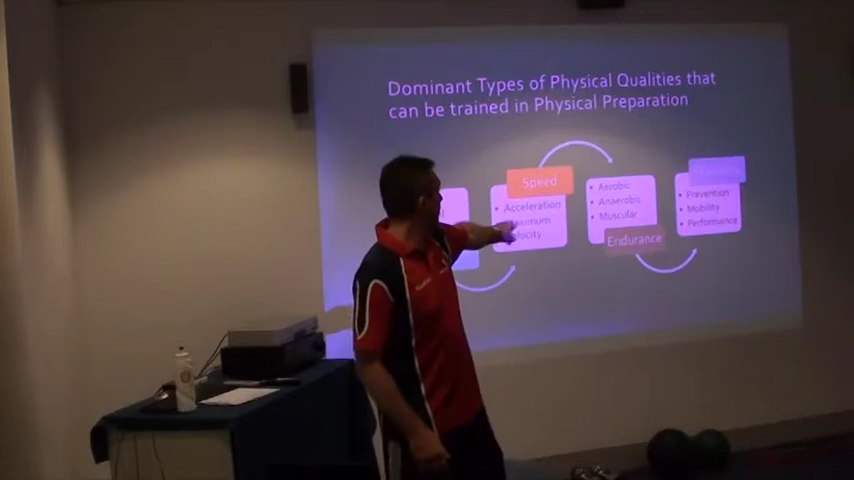 Dominant Types of Physical Qualities that
can be trained in Physical Preparation
Speed
• Acceleration
• Aerobic
• Anaerobic
• Muscular
Endurance
• Prevention
• Mobility
• Performance